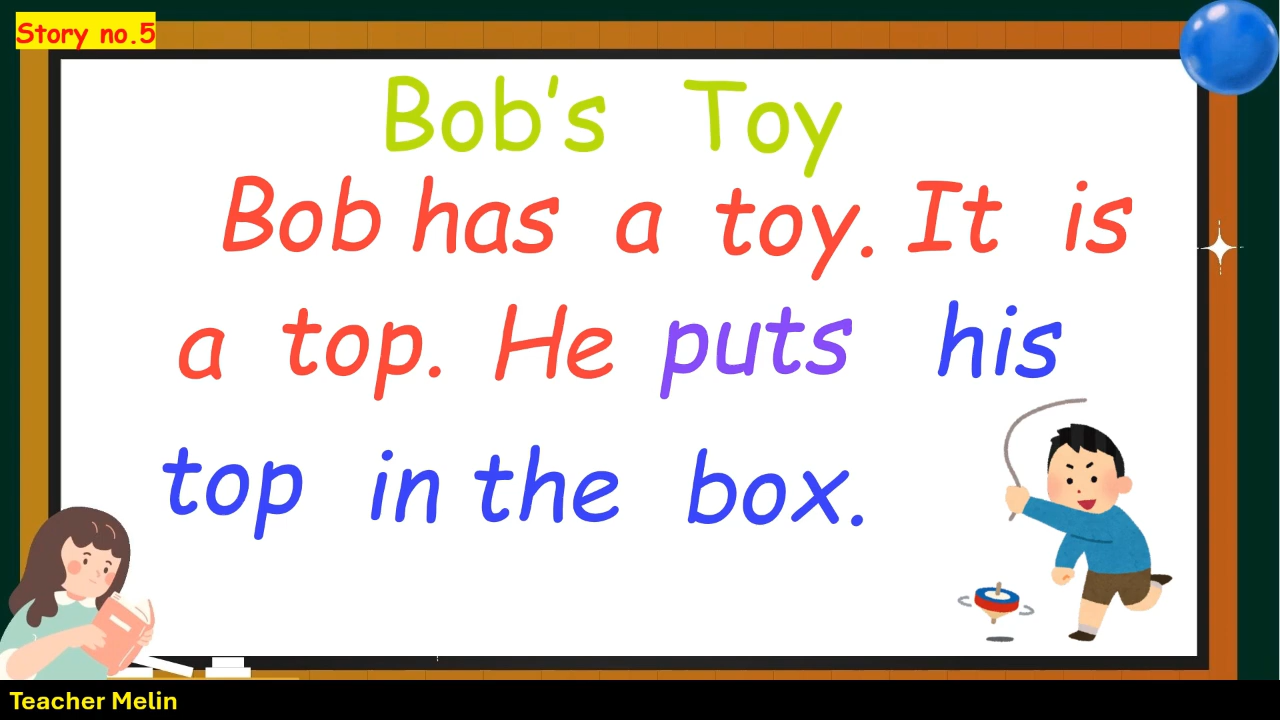 Story no.5
Bob's Toy
Bob has a toy. It is
a top. He puts his
top in the box.
Teacher Melin